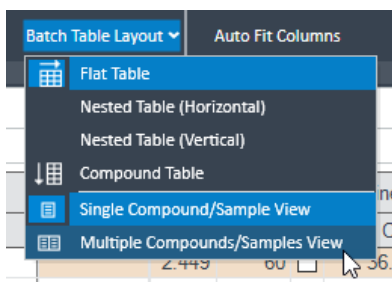 Batch Table Layout Auto Fit Columns
Flat Table
Nested Table (Horizontal)
Nested Table (Vertical)
Compound Table
Single Compound/Sample View
Multiple Compounds/Samples View
2.449 60 36.